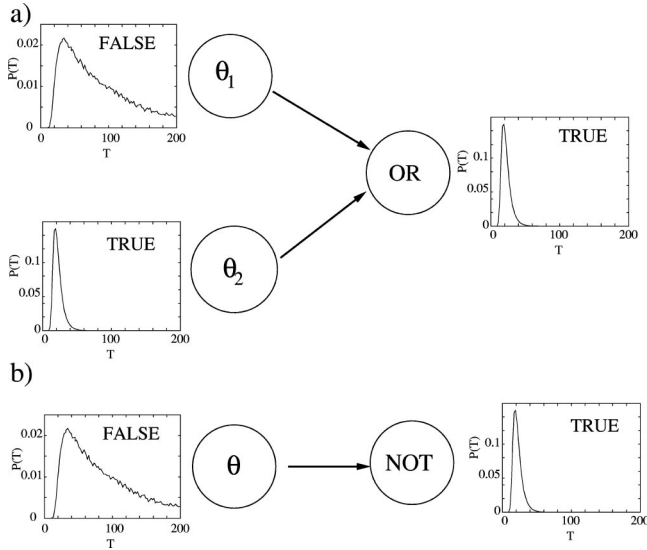 a)
FALSE
P(T)
0.02
0.01
0
0 100 200
T
θ1
OR
TRUE
P(T)
0.1
0.05
0
0 100 200
T
TRUE
P(T)
0.1
0.05
0
0 100 200
T
θ2
b)
FALSE
P(T)
0.02
0.01
0
0 100 200
T
θ
NOT
TRUE
P(T)
0.1
0.05
0
0 100 200
T